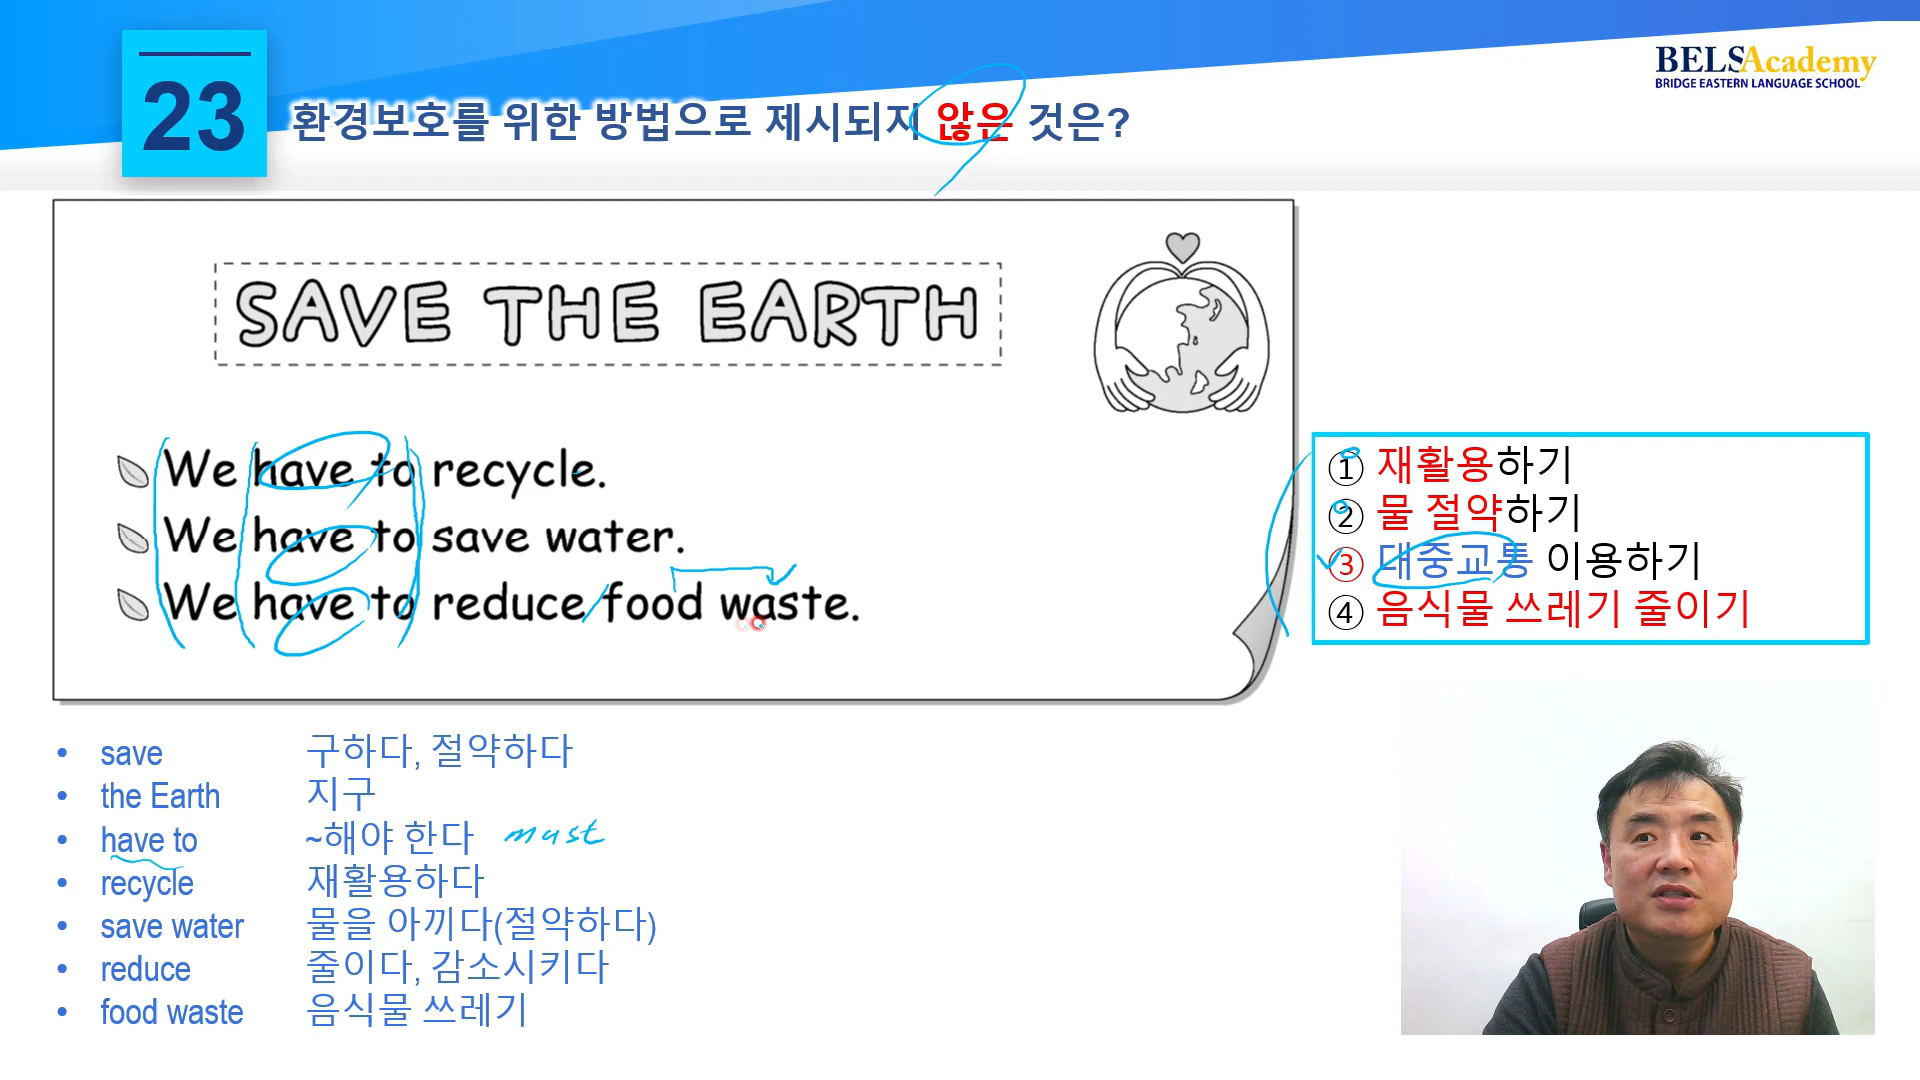 BELSAcademy
BRIDGE EASTERN LANGUAGE SCHOOL
23
환경보호를 위한 방법으로 제시되지 않은 것은?
SAVE THE EARTH
We have to recycle.
We have to save water.
We have to reduce food waste.
① 재활용하기
② 물 절약하기
③ 대중교통 이용하기
④ 음식물 쓰레기 줄이기
• save 구하다, 절약하다
• the Earth 지구
• have to ~해야 한다 must
• recycle 재활용하다
• save water 물을 아끼다(절약하다)
• reduce 줄이다, 감소시키다
• food waste 음식물 쓰레기